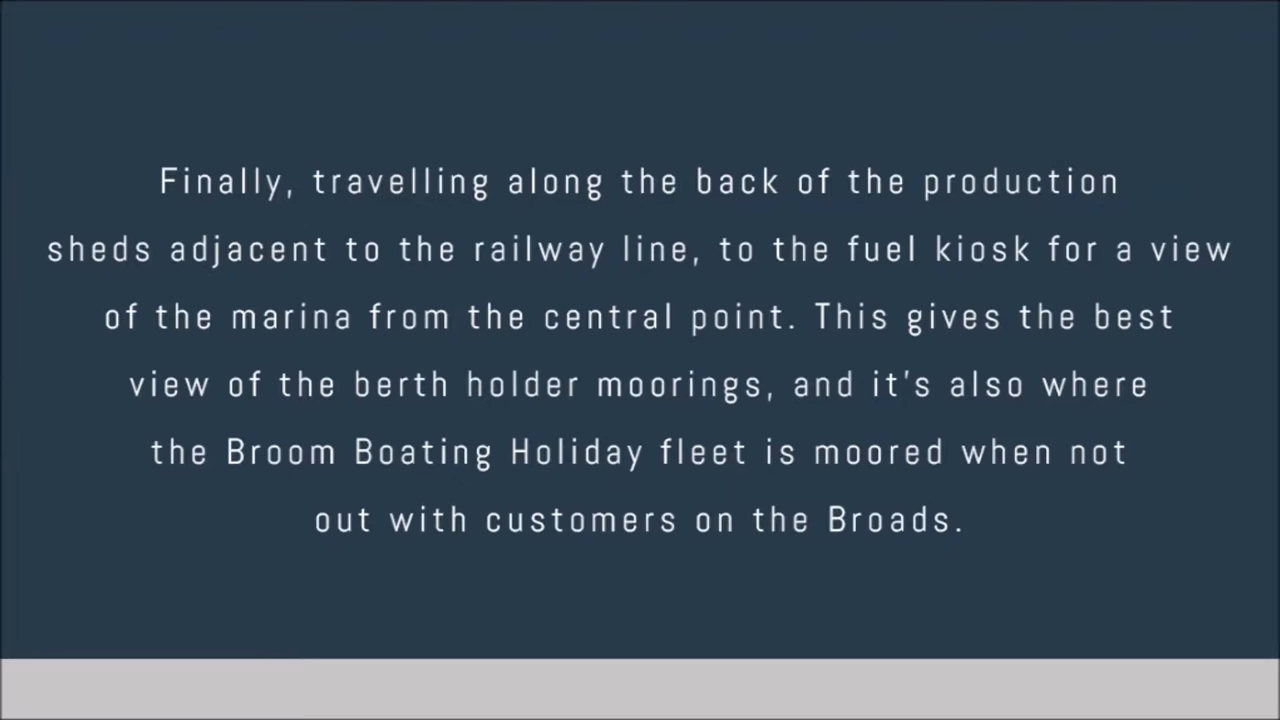 Finally, travelling along the back of the production
sheds adjacent to the railway line, to the fuel kiosk for a view
of the marina from the central point. This gives the best
view of the berth holder moorings, and it's also where
the Broom Boating Holiday fleet is moored when not
out with customers on the Broads.